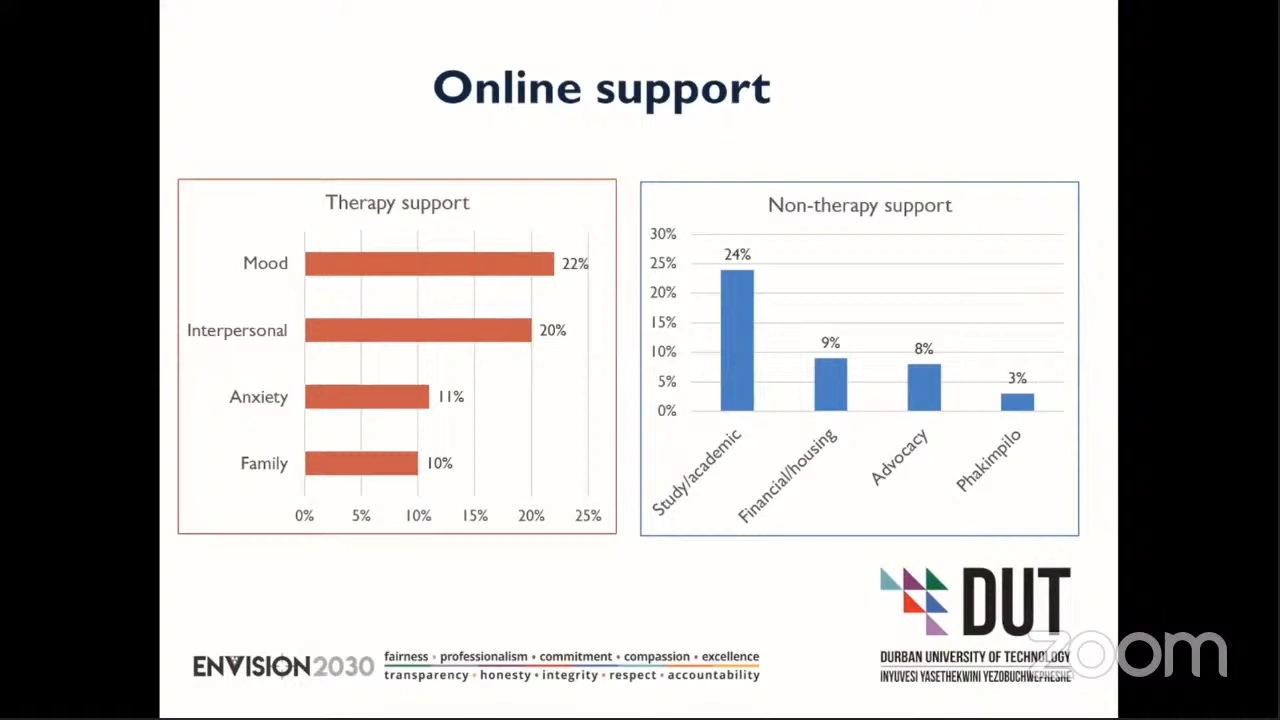 Online support
Therapy support
Mood
22%
Interpersonal
20%
Anxiety
11%
Family
10%
0% 5% 10% 15% 20% 25%
Non-therapy support
30%
25%
20%
15%
10%
5%
0%
24%
9%
8%
3%
Study/academic
Financial/housing
Advocacy
Phakimpilo
ENVISION2030
fairness • professionalism • commitment • compassion • excellence
transparency • honesty • integrity • respect • accountability
DUT
DURBAN UNIVERSITY OF TECHNOLOGY
INYUVESI YASETHEKWINI YEZOBUCHWEPHESHE
zoom